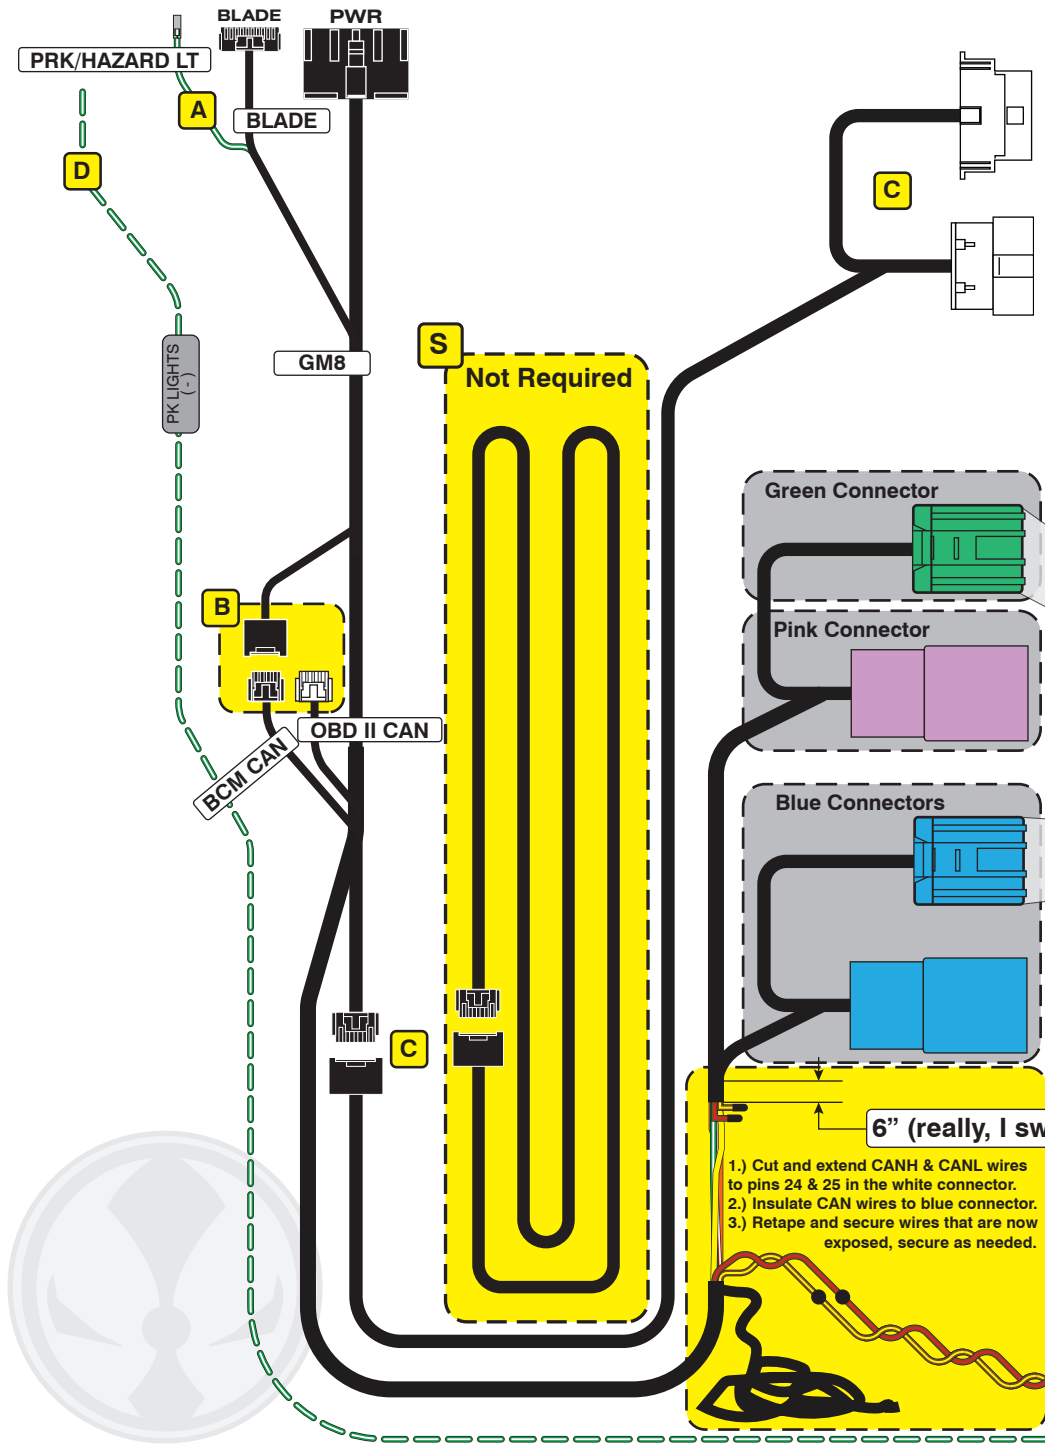 BLADE
PWR
PRK/HAZARD LT
A
BLADE
D
C
PK LIGHTS
( - )
GM8
S
Not Required
Green Connector
B
Pink Connector
OBD II CAN
BCM CAN
Blue Connectors
C
6” (really, I sw
1.) Cut and extend CANH & CANL wires
to pins 24 & 25 in the white connector.
2.) Insulate CAN wires to blue connector.
3.) Retape and secure wires that are now
exposed, secure as needed.